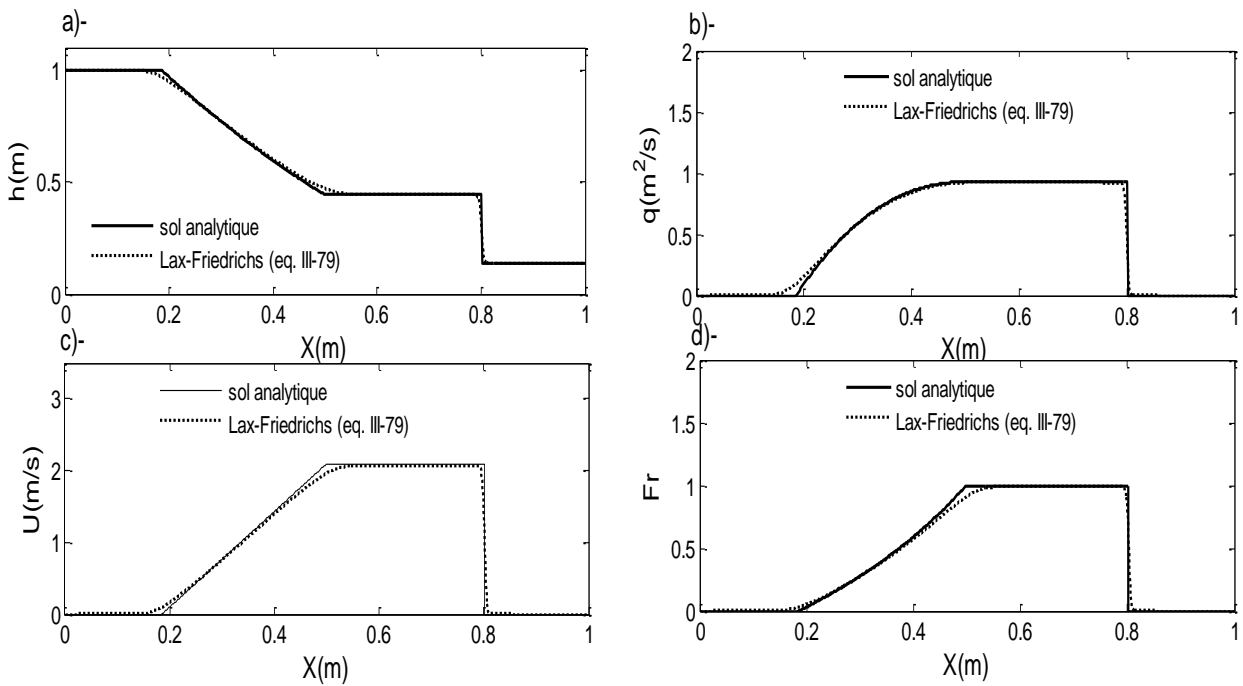 a)-
h(m)
1
0.5
0
sol analytique
Lax-Friedrichs (eq. III-79)
0 0.2 0.4 0.6 0.8 1
X(m)
b)-
q(m²/s)
2
1.5
1
0.5
0
sol analytique
Lax-Friedrichs (eq. III-79)
0 0.2 0.4 0.6 0.8 1
X(m)
c)-
U(m/s)
3
2
1
0
sol analytique
Lax-Friedrichs (eq. III-79)
0 0.2 0.4 0.6 0.8 1
X(m)
d)-
Fr
2
1.5
1
0.5
0
sol analytique
Lax-Friedrichs (eq. III-79)
0 0.2 0.4 0.6 0.8 1
X(m)